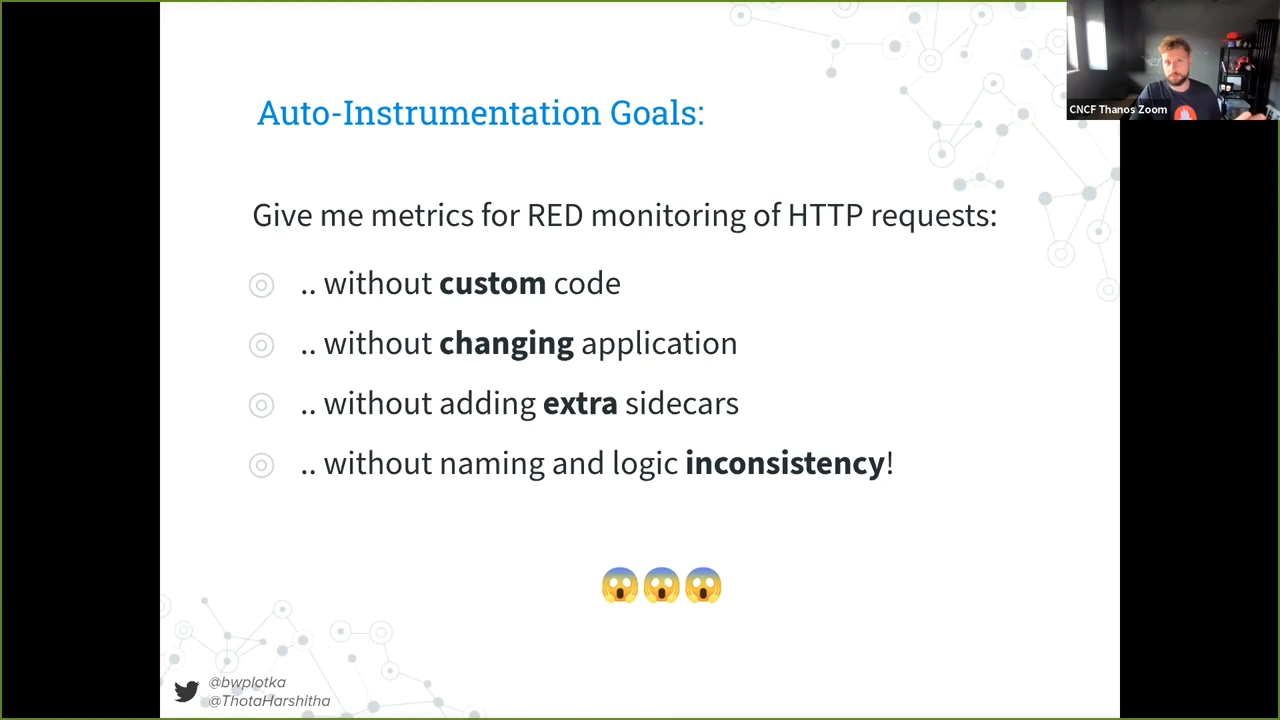 CNCF Thanos Zoom
Auto-Instrumentation Goals:
Give me metrics for RED monitoring of HTTP requests:
.. without custom code
.. without changing application
.. without adding extra sidecars
.. without naming and logic inconsistency!
@bwplotka
@ThotaHarshitha